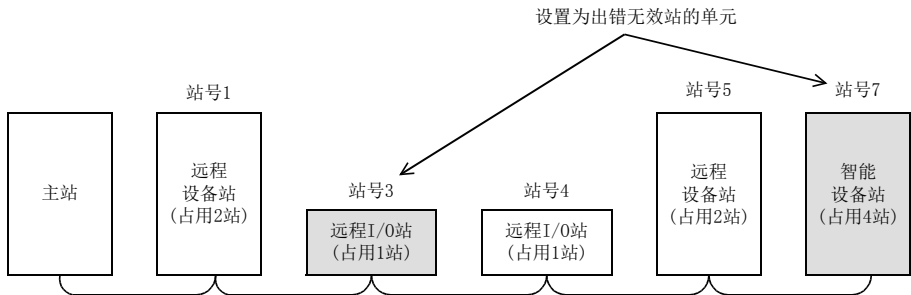 设置为出错无效站的单元
站号1
站号5
站号7
主站
远程
设备站
(占用2站)
站号3
远程I/O站
(占用1站)
站号4
远程I/O站
(占用1站)
远程
设备站
(占用2站)
智能
设备站
(占用4站)